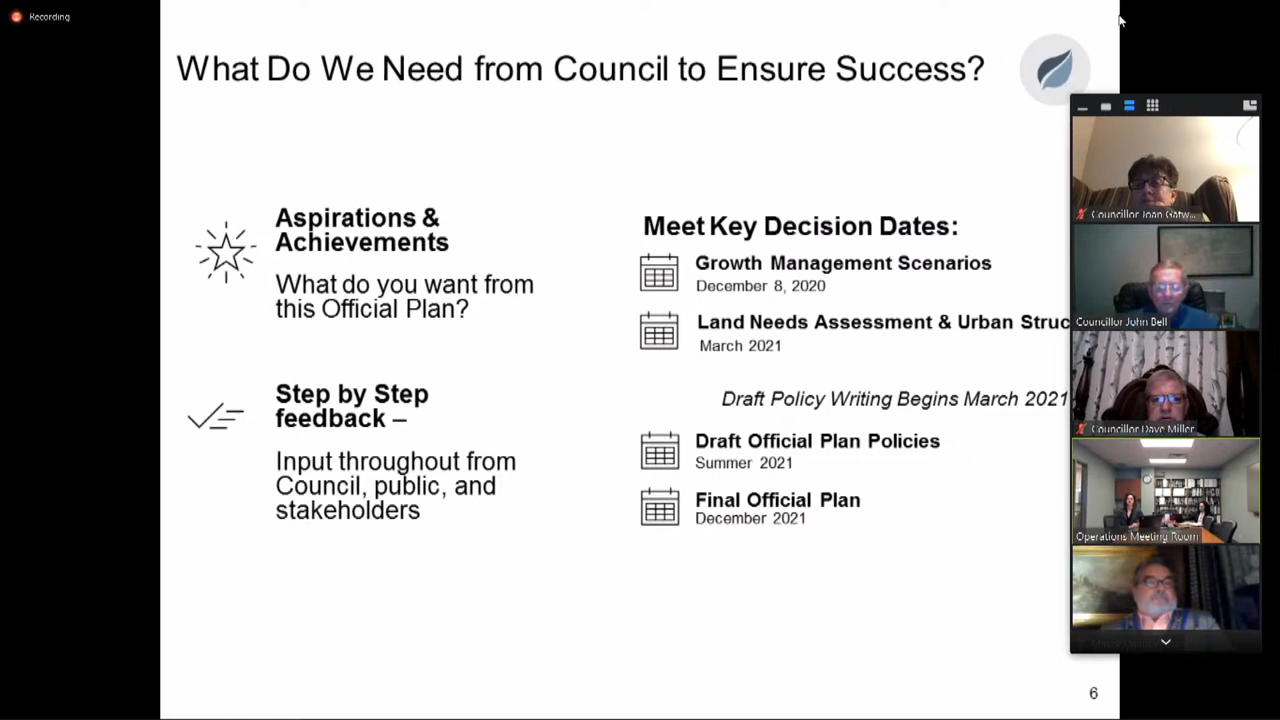 Recording
What Do We Need from Council to Ensure Success?
Aspirations &
Achievements
What do you want from
this Official Plan?
Step by Step
feedback –
Input throughout from
Council, public, and
stakeholders
Meet Key Decision Dates:
Growth Management Scenarios
December 8, 2020
Land Needs Assessment & Urban Struc
March 2021
Draft Policy Writing Begins March 2021
Draft Official Plan Policies
Summer 2021
Final Official Plan
December 2021
6
Councillor Joan Gatw...
Councillor John Bell
Councillor Dave Miller
Operations Meeting Room